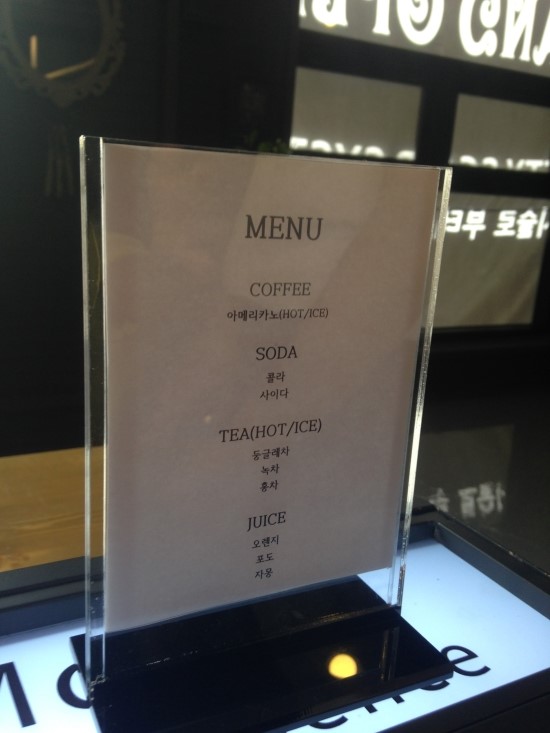 MENU
COFFEE
아메리카노(HOT/ICE)
SODA
콜라
사이다
TEA(HOT/ICE)
둥글레차
녹차
홍차
JUICE
오렌지
포도
자몽